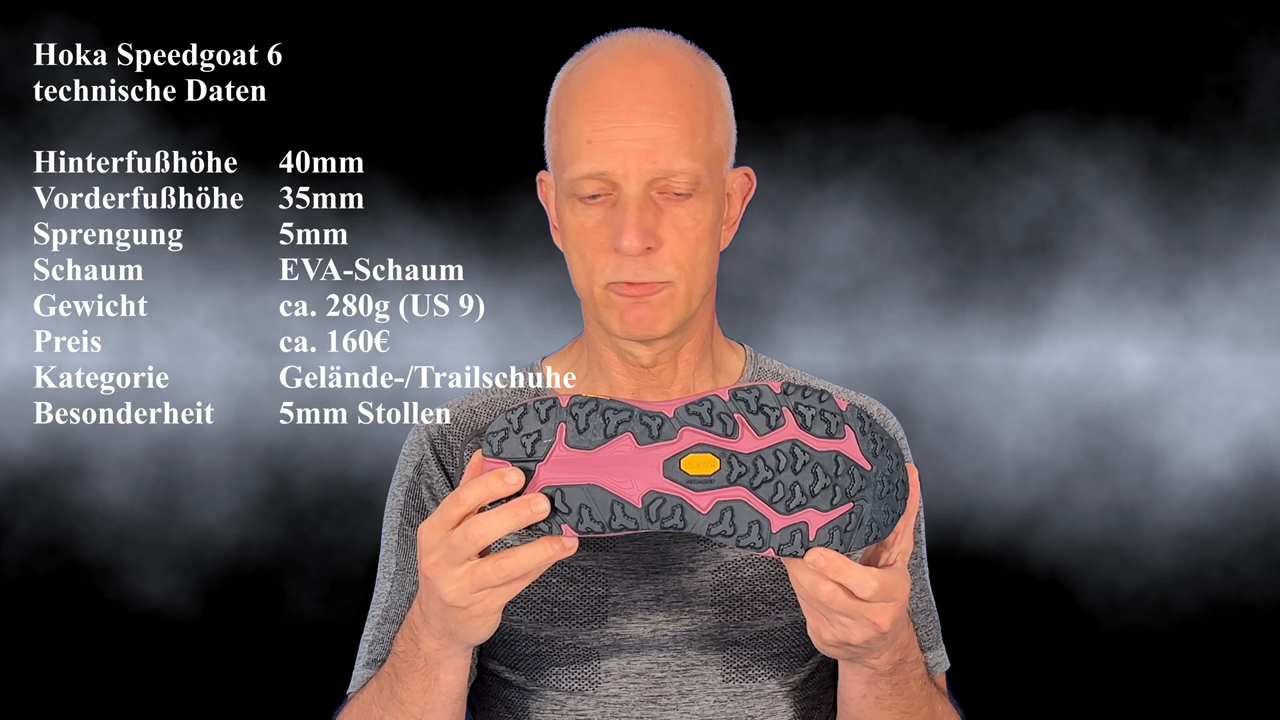 Hoka Speedgoat 6
technische Daten
Hinterfußhöhe 40mm
Vorderfußhöhe 35mm
Sprengung 5mm
Schaum EVA-Schaum
Gewicht ca. 280g (US 9)
Preis ca. 160€
Kategorie Gelände-/Trailschuhe
Besonderheit 5mm Stollen